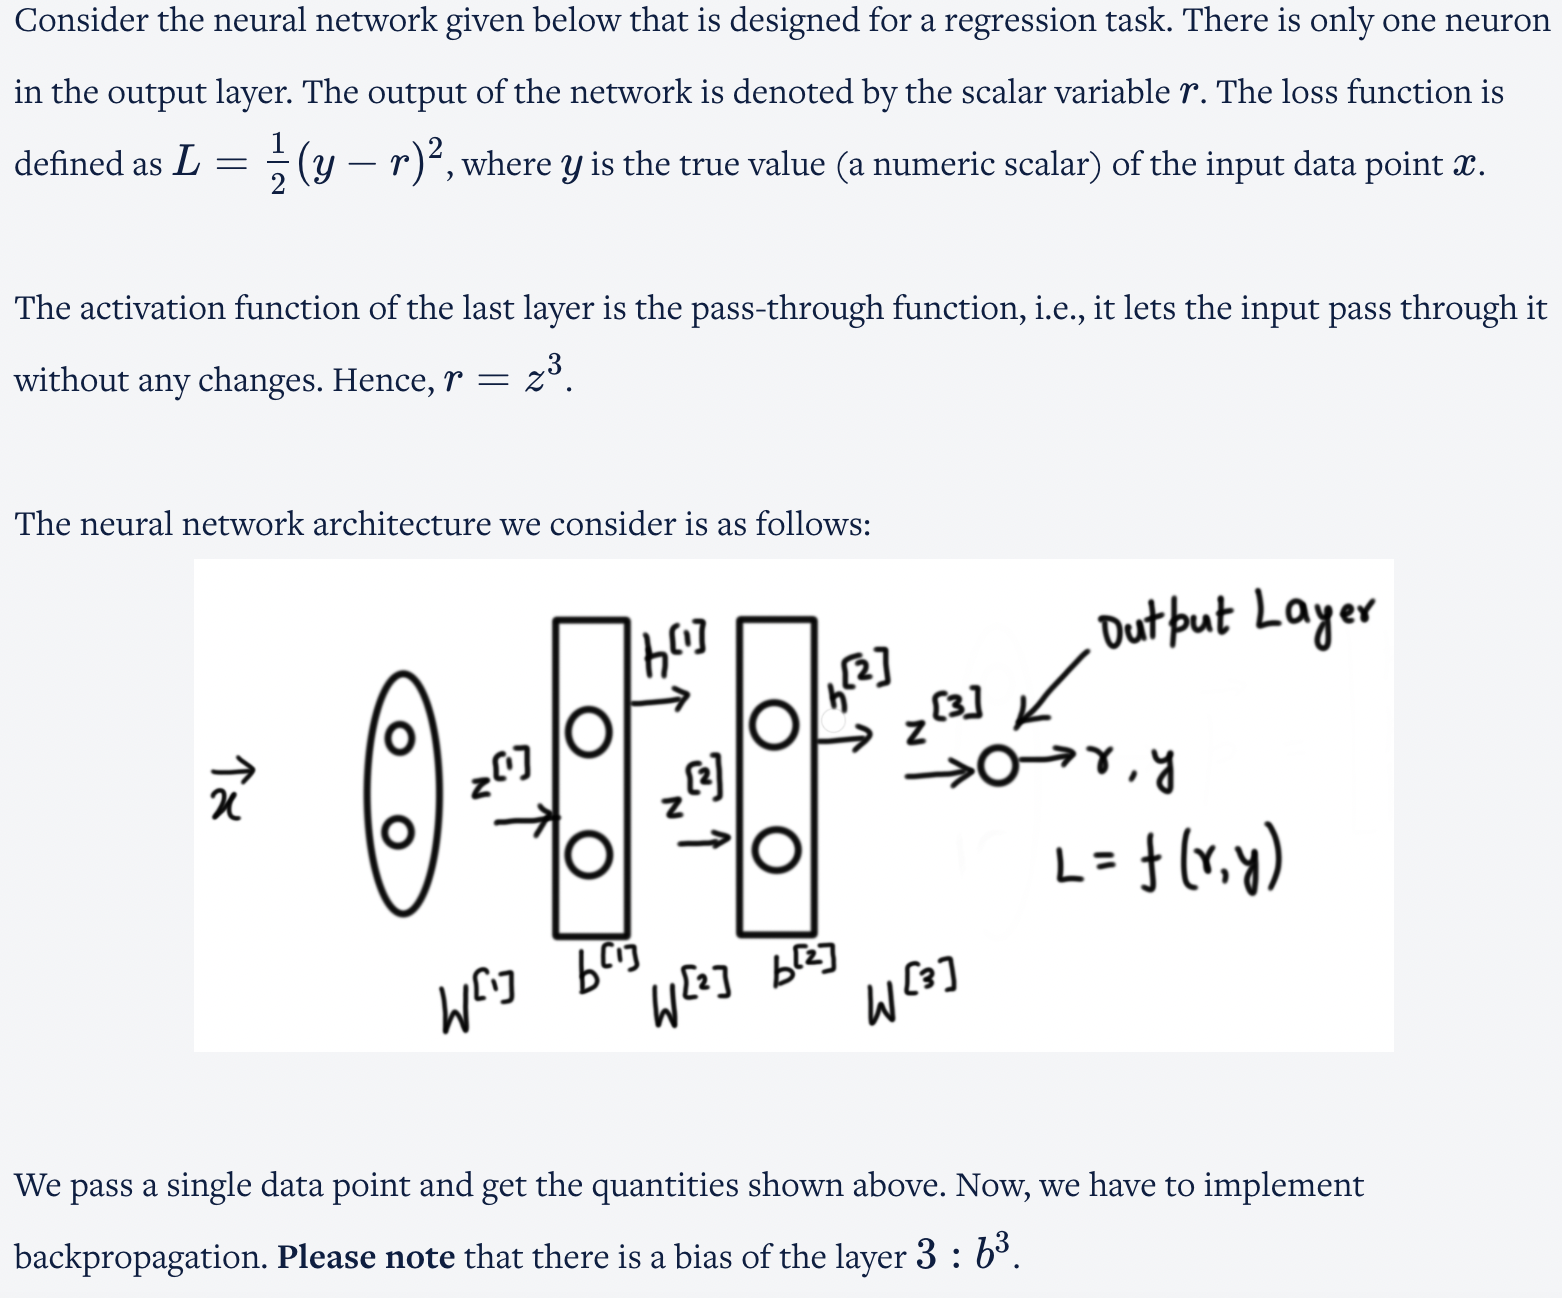 Consider the neural network given below that is designed for a regression task. There is only one neuron
in the output layer. The output of the network is denoted by the scalar variable r. The loss function is
defined as L = 1/2 (y − r)², where y is the true value (a numeric scalar) of the input data point x.
The activation function of the last layer is the pass-through function, i.e., it lets the input pass through it
without any changes. Hence, r = z³.
The neural network architecture we consider is as follows:
Output Layer
h[1]
h[2]
z[3]
z[1]
z[2]
x
r, y
L = f(r,y)
b[1]
b[2]
W[1]
W[2]
W[3]
We pass a single data point and get the quantities shown above. Now, we have to implement
backpropagation. Please note that there is a bias of the layer 3 : b³.